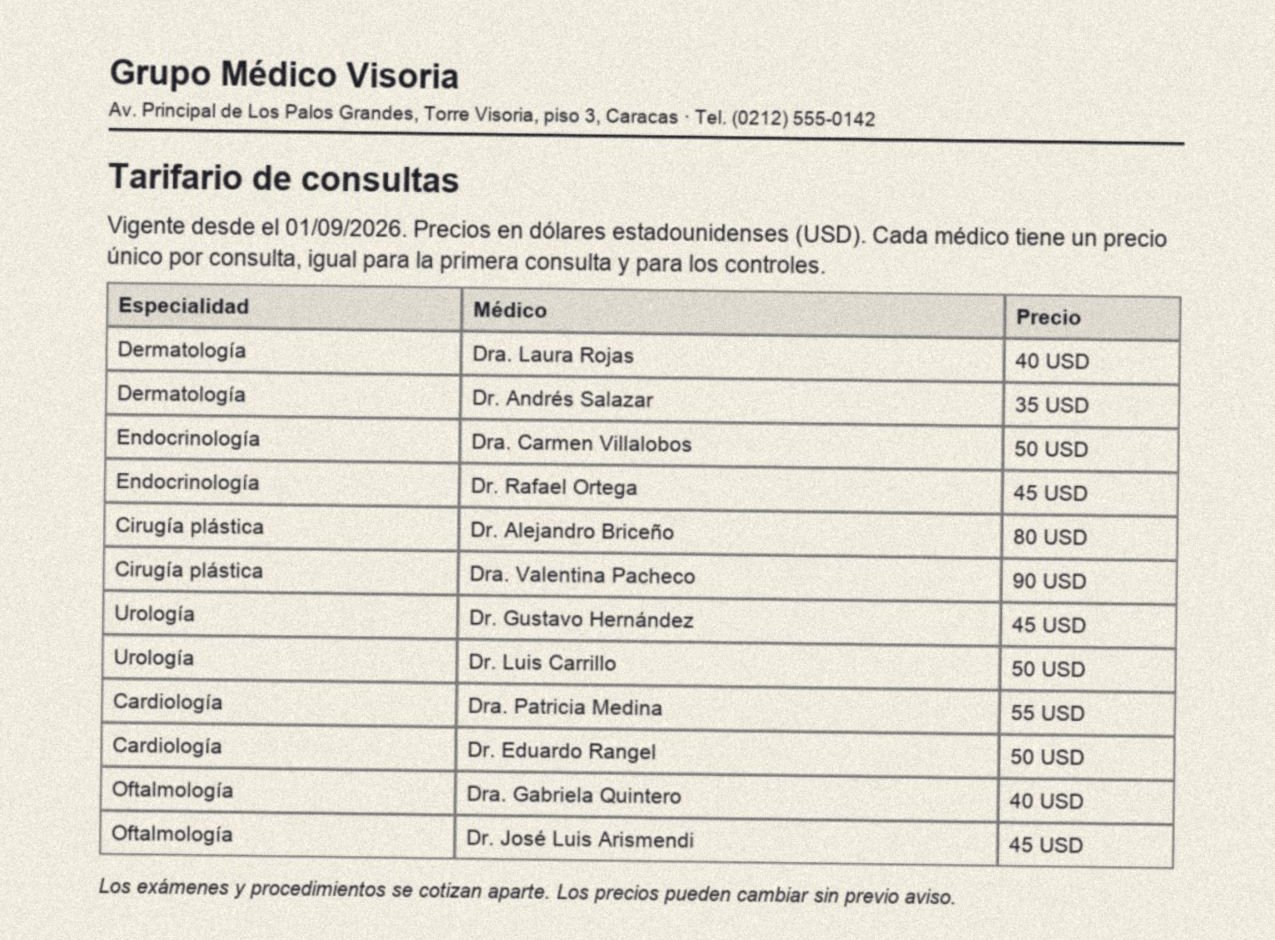 Grupo Médico Visoria
Av. Principal de Los Palos Grandes, Torre Visoria, piso 3, Caracas · Tel. (0212) 555-0142
Tarifario de consultas
Vigente desde el 01/09/2026. Precios en dólares estadounidenses (USD). Cada médico tiene un precio
único por consulta, igual para la primera consulta y para los controles.
Especialidad Médico Precio
Dermatología Dra. Laura Rojas 40 USD
Dermatología Dr. Andrés Salazar 35 USD
Endocrinología Dra. Carmen Villalobos 50 USD
Endocrinología Dr. Rafael Ortega 45 USD
Cirugía plástica Dr. Alejandro Briceño 80 USD
Cirugía plástica Dra. Valentina Pacheco 90 USD
Urología Dr. Gustavo Hernández 45 USD
Urología Dr. Luis Carrillo 50 USD
Cardiología Dra. Patricia Medina 55 USD
Cardiología Dr. Eduardo Rangel 50 USD
Oftalmología Dra. Gabriela Quintero 40 USD
Oftalmología Dr. José Luis Arismendi 45 USD
Los exámenes y procedimientos se cotizan aparte. Los precios pueden cambiar sin previo aviso.